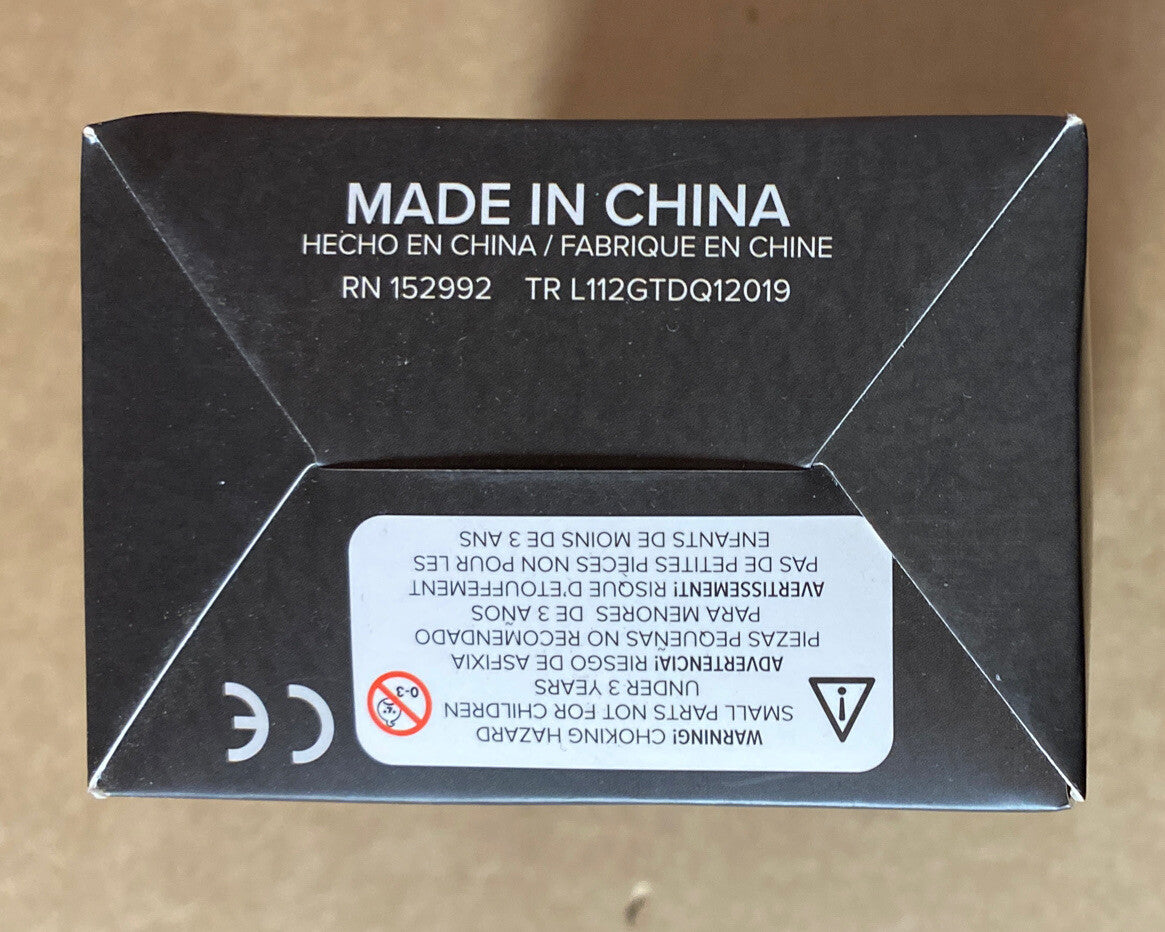 MADE IN CHINA
HECHO EN CHINA / FABRIQUE EN CHINE
RN 152992 TR L112GTDQ12019
WARNING! CHOKING HAZARD
SMALL PARTS NOT FOR CHILDREN
UNDER 3 YEARS
ADVERTENCIA! RIESGO DE ASFIXIA
PIEZAS PEQUEÑAS NO RECOMENDADO
PARA MENORES DE 3 AÑOS
AVERTISSEMENT! RISQUE D'ETOUFFEMENT
PAS DE PETITES PIÈCES NON POUR LES
ENFANTS DE MOINS DE 3 ANS
0-3
i
CE